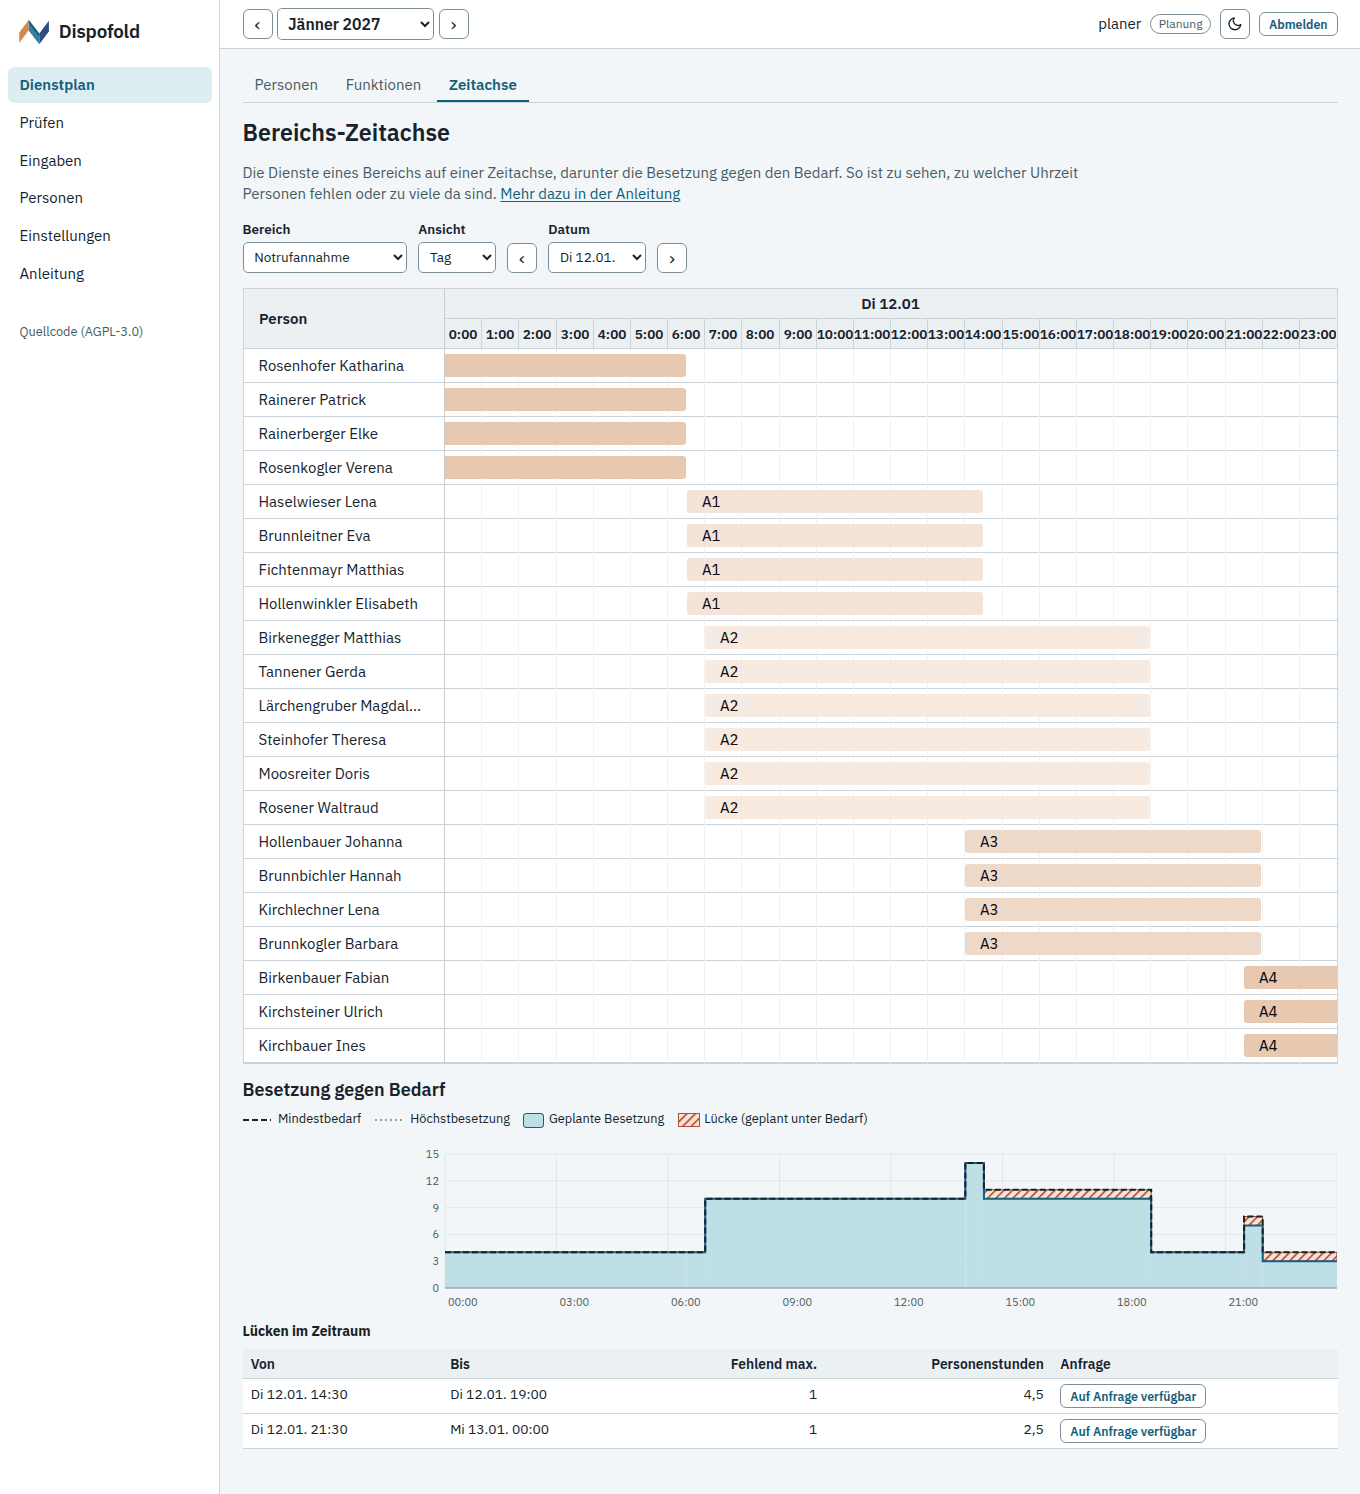 Dispofold
‹ Jänner 2027 ›
planer Planung Abmelden
Dienstplan
Prüfen
Eingaben
Personen
Einstellungen
Anleitung
Quellcode (AGPL-3.0)
Personen Funktionen Zeitachse
Bereichs-Zeitachse
Die Dienste eines Bereichs auf einer Zeitachse, darunter die Besetzung gegen den Bedarf. So ist zu sehen, zu welcher Uhrzeit
Personen fehlen oder zu viele da sind. Mehr dazu in der Anleitung
Bereich Ansicht Datum
Notrufannahme Tag ‹ Di 12.01. ›
Person Di 12.01
0:00 1:00 2:00 3:00 4:00 5:00 6:00 7:00 8:00 9:00 10:00 11:00 12:00 13:00 14:00 15:00 16:00 17:00 18:00 19:00 20:00 21:00 22:00 23:00
Rosenhofer Katharina
Rainerer Patrick
Rainerberger Elke
Rosenkogler Verena
Haselwieser Lena A1
Brunnleitner Eva A1
Fichtenmayr Matthias A1
Hollenwinkler Elisabeth A1
Birkenegger Matthias A2
Tannener Gerda A2
Lärchengruber Magdal... A2
Steinhofer Theresa A2
Moosreiter Doris A2
Rosener Waltraud A2
Hollenbauer Johanna A3
Brunnbichler Hannah A3
Kirchlechner Lena A3
Brunnkogler Barbara A3
Birkenbauer Fabian A4
Kirchsteiner Ulrich A4
Kirchbauer Ines A4
Besetzung gegen Bedarf
Mindestbedarf Höchstbesetzung Geplante Besetzung Lücke (geplant unter Bedarf)
15
12
9
6
3
0
00:00 03:00 06:00 09:00 12:00 15:00 18:00 21:00
Lücken im Zeitraum
Von Bis Fehlend max. Personenstunden Anfrage
Di 12.01. 14:30 Di 12.01. 19:00 1 4,5 Auf Anfrage verfügbar
Di 12.01. 21:30 Mi 13.01. 00:00 1 2,5 Auf Anfrage verfügbar